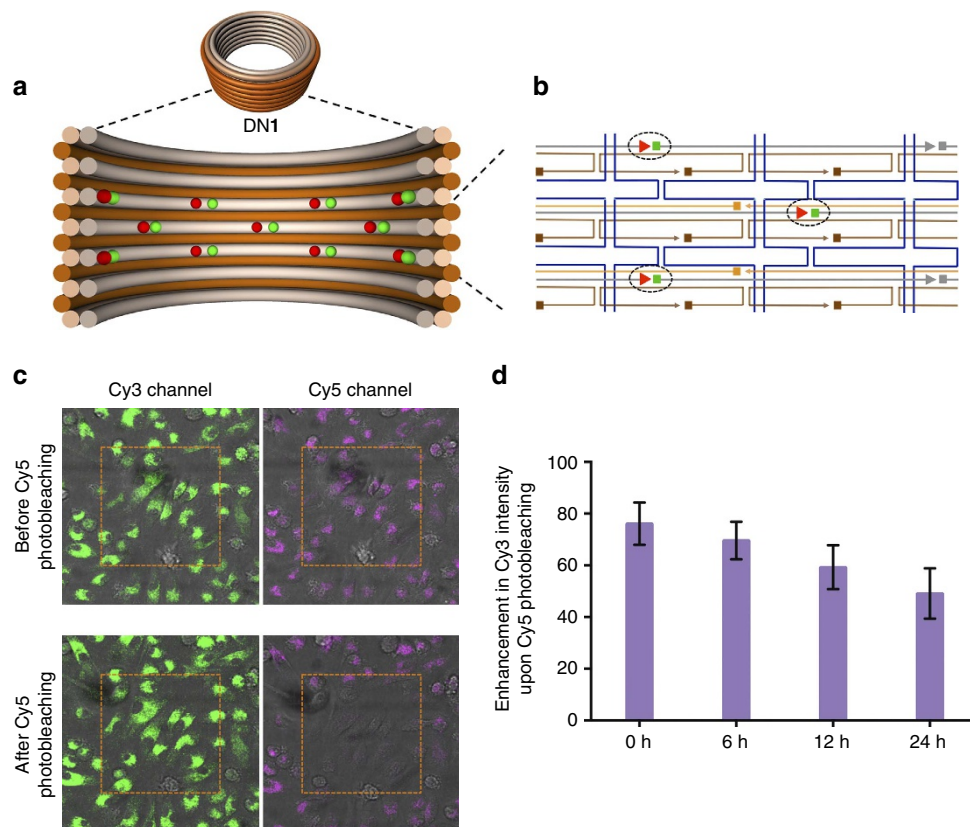 a
DN1
b
c
Cy3 channel
Cy5 channel
Before Cy5
photobleaching
After Cy5
photobleaching
d
Enhancement in Cy3 intensity
upon Cy5 photobleaching
100
80
60
40
20
0
0 h
6 h
12 h
24 h